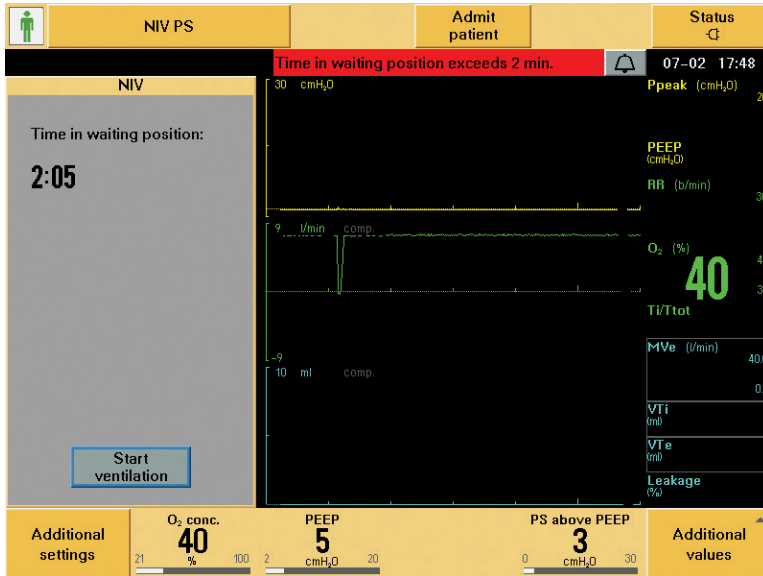 NIV PS
Admit
patient
Status
Time in waiting position exceeds 2 min.
07-02 17:48
NIV
Time in waiting position:
2:05
Start
ventilation
30 cmH₂O
9 l/min comp.
-9
10 ml comp.
Ppeak (cmH₂O)
PEEP
(cmH₂O)
RR (b/min)
O₂ (%)
40
Ti/Ttot
MVe (l/min)
VTi
(ml)
VTe
(ml)
Leakage
(%)
Additional
settings
O₂ conc.
40
21 % 100
PEEP
5
2 cmH₂O 20
PS above PEEP
3
0 cmH₂O 30
Additional
values